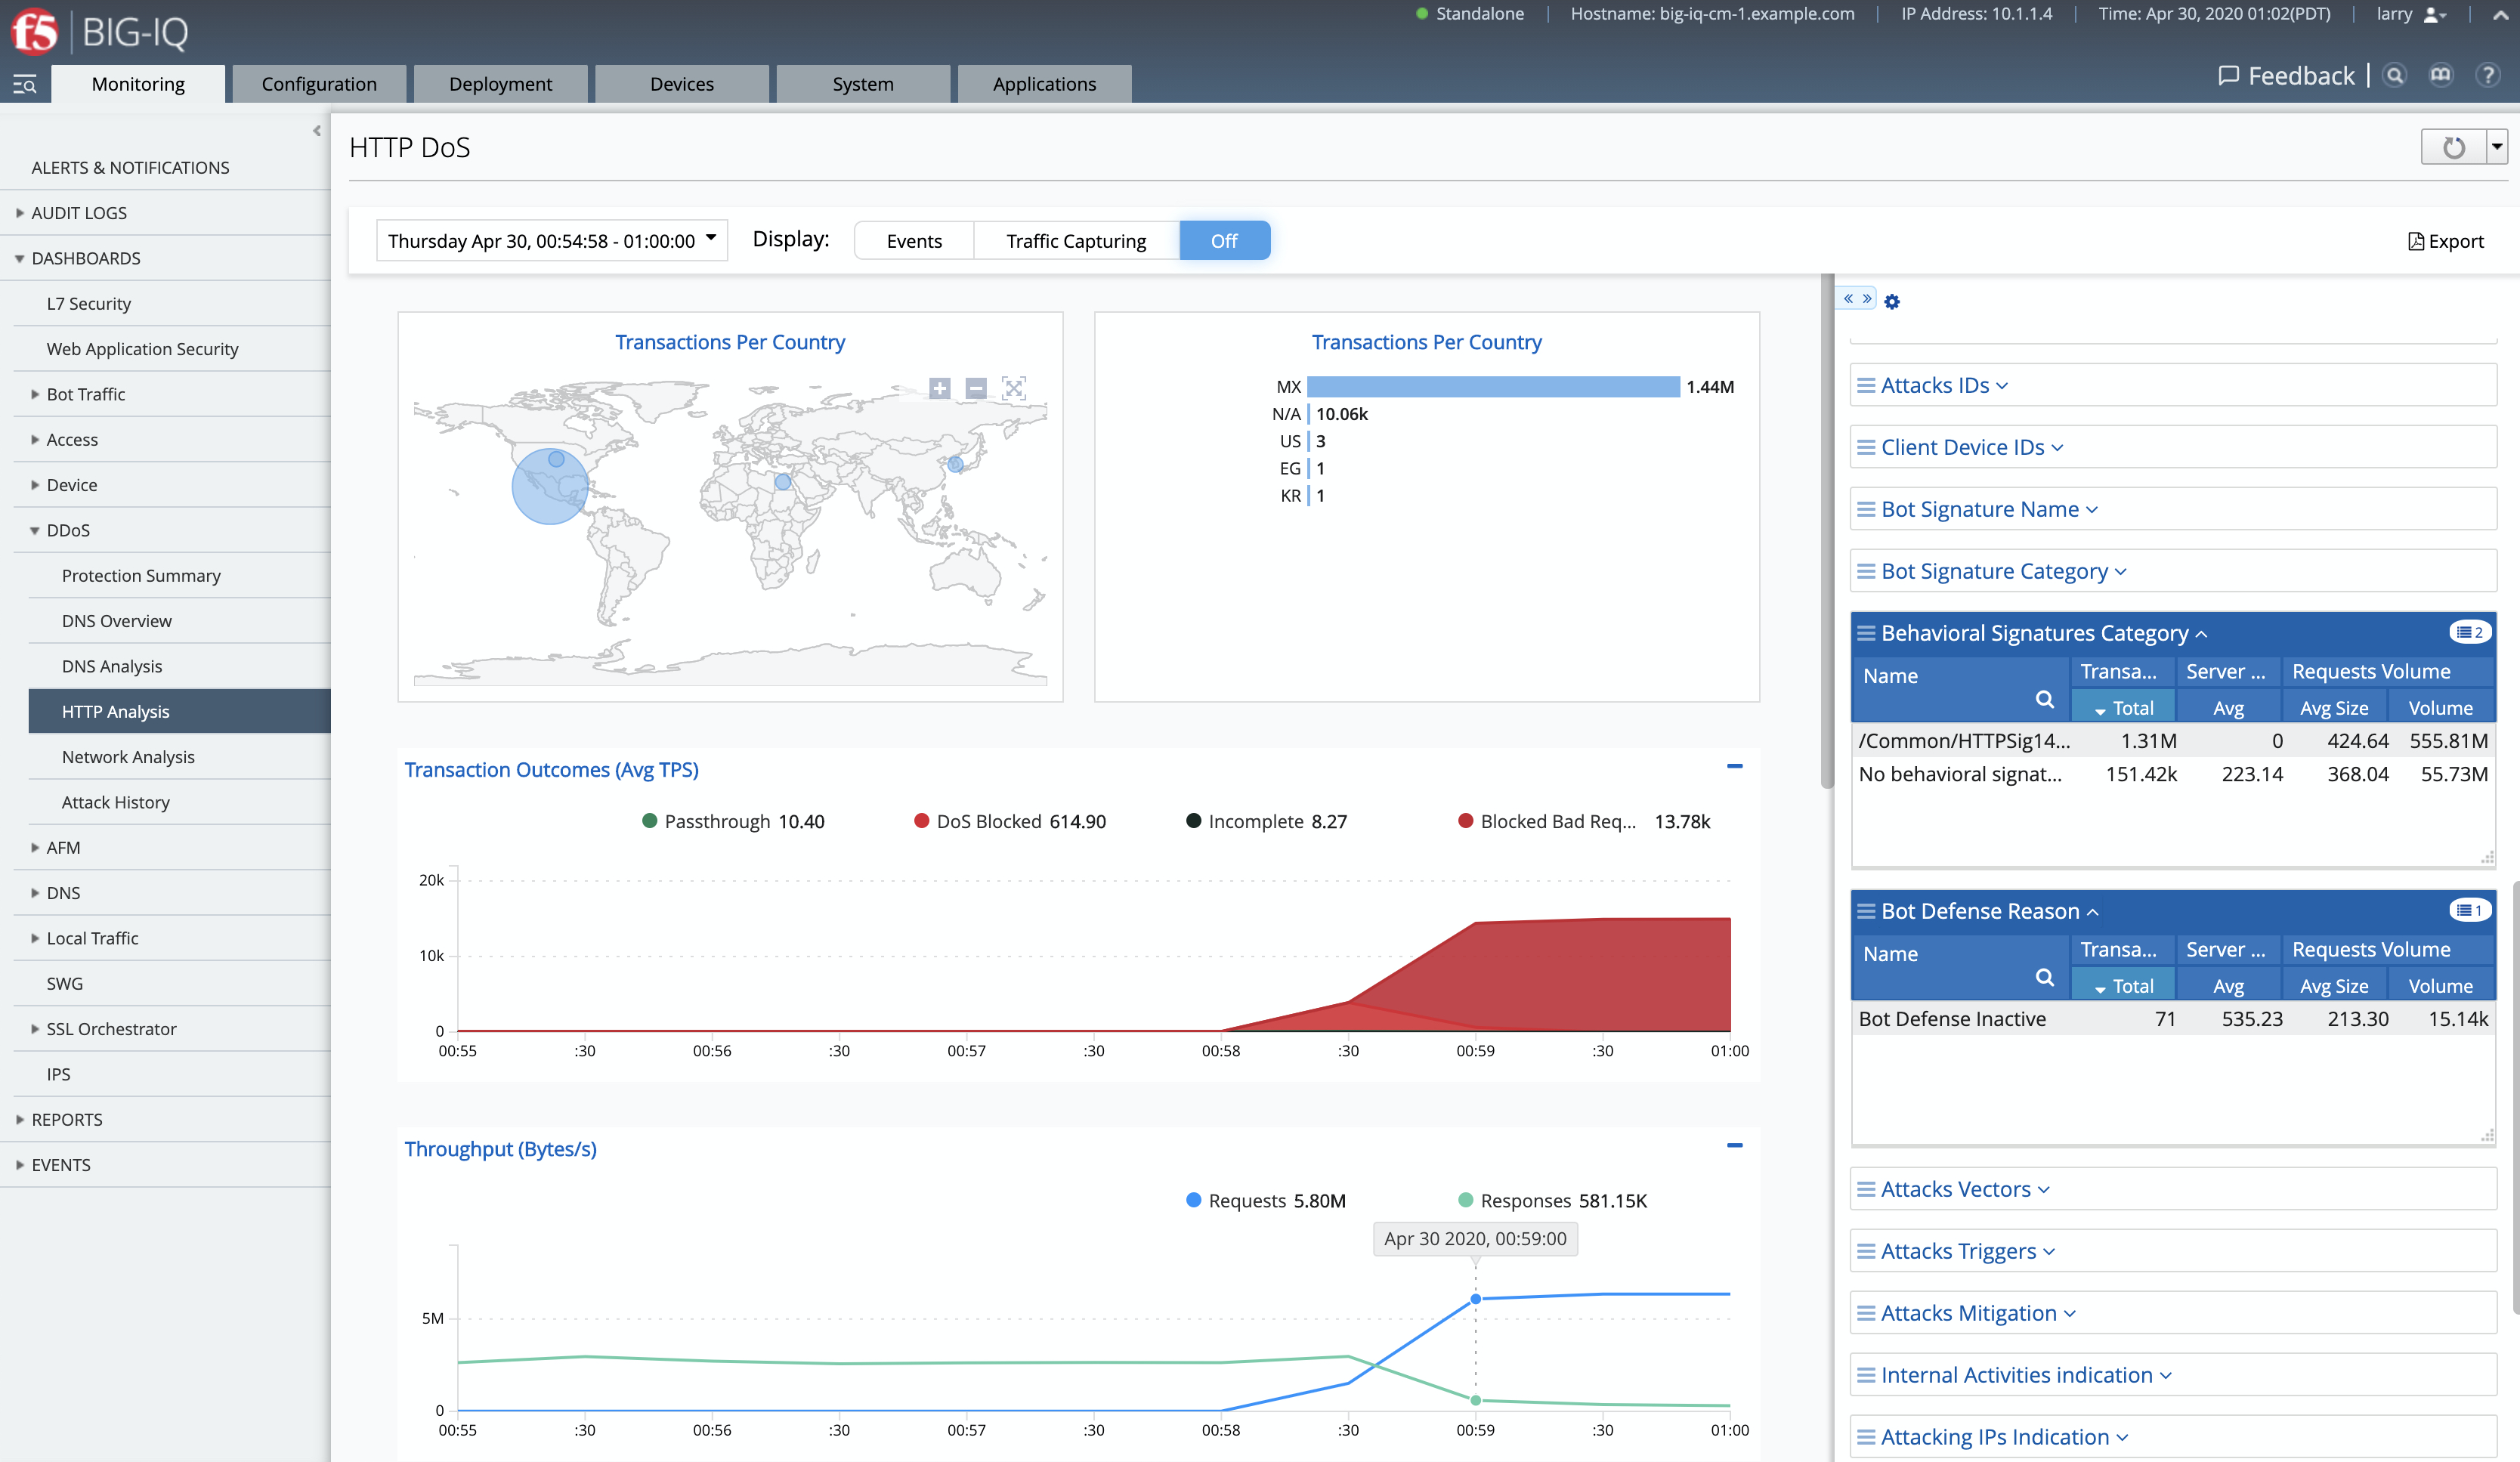 f5 BIG-IQ
Standalone | Hostname: big-iq-cm-1.example.com | IP Address: 10.1.1.4 | Time: Apr 30, 2020 01:02(PDT) | larry
Monitoring Configuration Deployment Devices System Applications
Feedback | ?
ALERTS & NOTIFICATIONS
AUDIT LOGS
DASHBOARDS
L7 Security
Web Application Security
Bot Traffic
Access
Device
DDoS
Protection Summary
DNS Overview
DNS Analysis
HTTP Analysis
Network Analysis
Attack History
AFM
DNS
Local Traffic
SWG
SSL Orchestrator
IPS
REPORTS
EVENTS
HTTP DoS
Thursday Apr 30, 00:54:58 - 01:00:00 Display: Events Traffic Capturing Off Export
Transactions Per Country
Transactions Per Country
MX 1.44M
N/A 10.06k
US 3
EG 1
KR 1
Transaction Outcomes (Avg TPS)
Passthrough 10.40 DoS Blocked 614.90 Incomplete 8.27 Blocked Bad Req... 13.78k
20k
10k
0
00:55 :30 00:56 :30 00:57 :30 00:58 :30 00:59 :30 01:00
Throughput (Bytes/s)
Requests 5.80M Responses 581.15K
Apr 30 2020, 00:59:00
5M
0
00:55 :30 00:56 :30 00:57 :30 00:58 :30 00:59 :30 01:00
« »
Attacks IDs
Client Device IDs
Bot Signature Name
Bot Signature Category
Behavioral Signatures Category 2
Name Transa... Server ... Requests Volume
Total Avg Avg Size Volume
/Common/HTTPSig14... 1.31M 0 424.64 555.81M
No behavioral signat... 151.42k 223.14 368.04 55.73M
Bot Defense Reason 1
Name Transa... Server ... Requests Volume
Total Avg Avg Size Volume
Bot Defense Inactive 71 535.23 213.30 15.14k
Attacks Vectors
Attacks Triggers
Attacks Mitigation
Internal Activities indication
Attacking IPs Indication